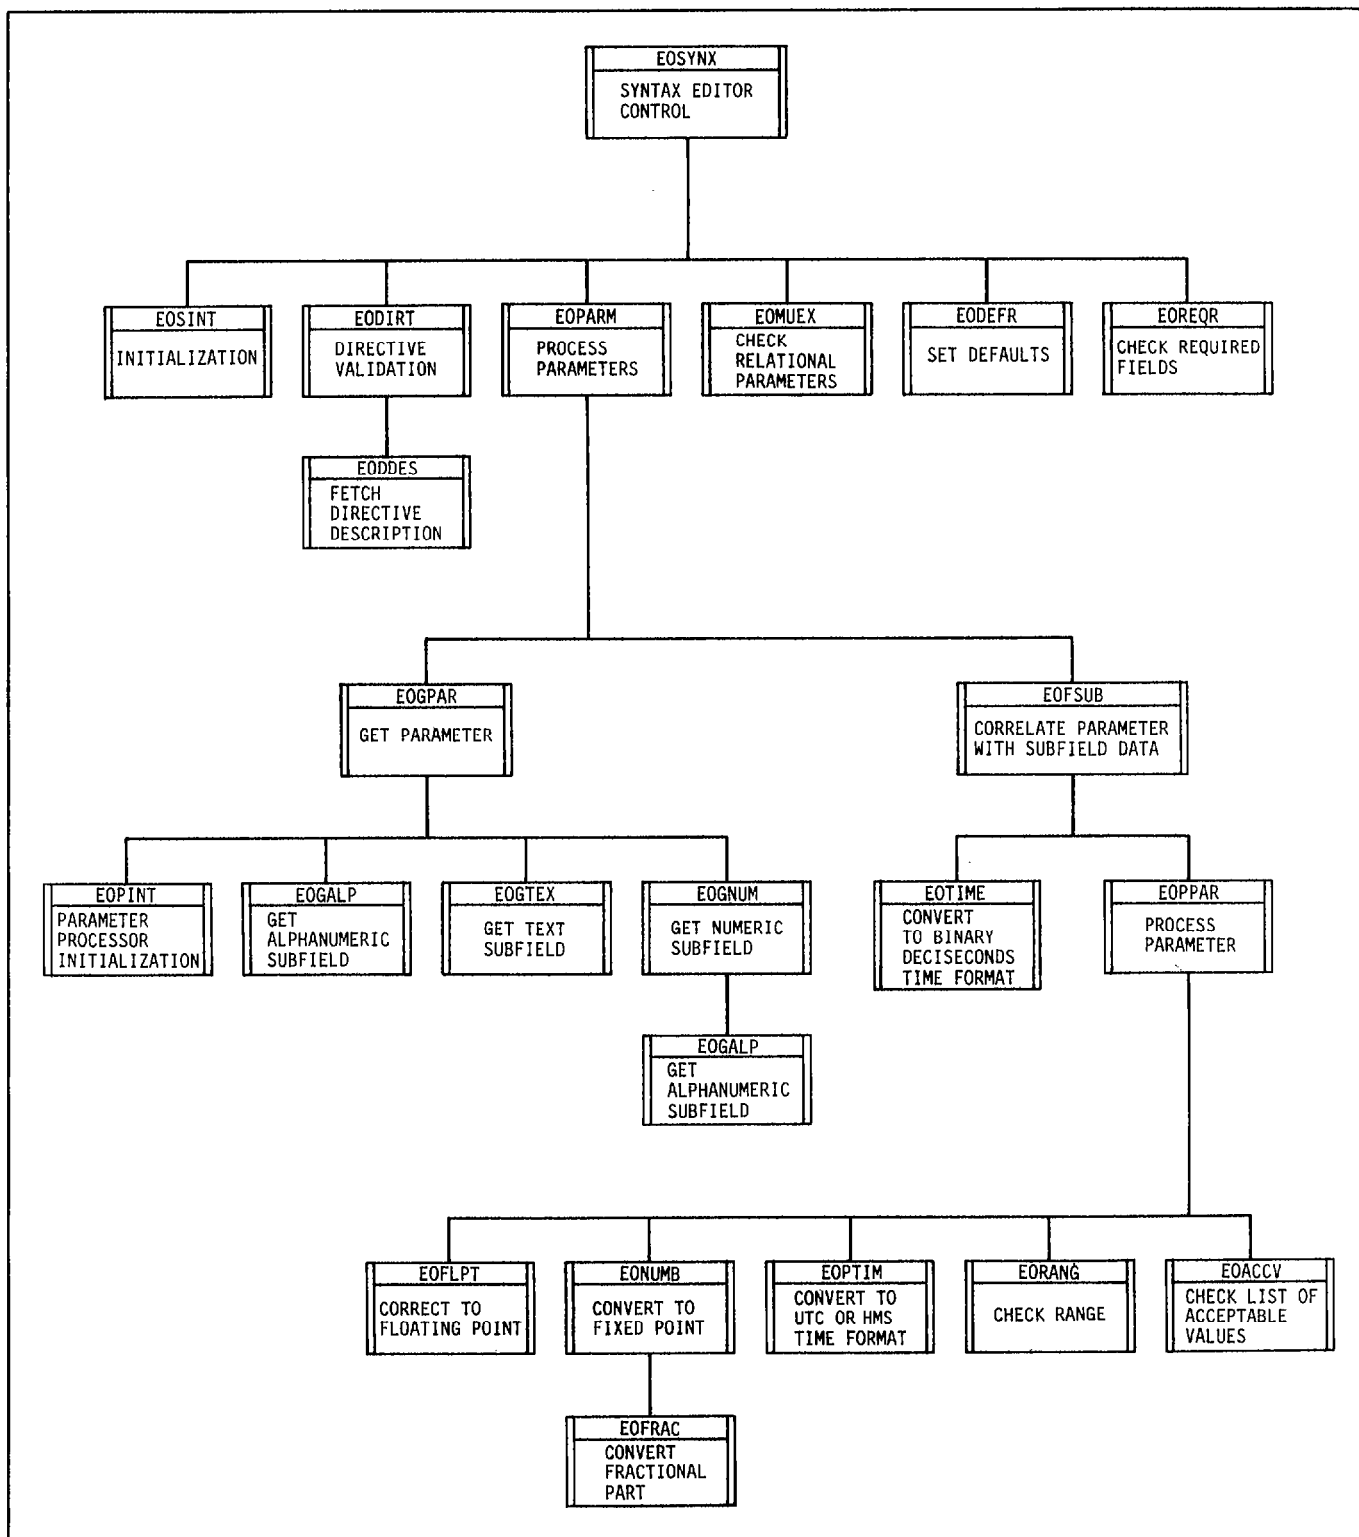 EOSYNX
SYNTAX EDITOR
CONTROL
EOSINT
INITIALIZATION
EODIRT
DIRECTIVE
VALIDATION
EOPARM
PROCESS
PARAMETERS
EOMUEX
CHECK
RELATIONAL
PARAMETERS
EODEFR
SET DEFAULTS
EOREQR
CHECK REQUIRED
FIELDS
EODDES
FETCH
DIRECTIVE
DESCRIPTION
EOGPAR
GET PARAMETER
EOFSUB
CORRELATE PARAMETER
WITH SUBFIELD DATA
EOPINT
PARAMETER
PROCESSOR
INITIALIZATION
EOGALP
GET
ALPHANUMERIC
SUBFIELD
EOGTEX
GET TEXT
SUBFIELD
EOGNUM
GET NUMERIC
SUBFIELD
EOTIME
CONVERT
TO BINARY
DECISECONDS
TIME FORMAT
EOPPAR
PROCESS
PARAMETER
EOGALP
GET
ALPHANUMERIC
SUBFIELD
EOFLPT
CORRECT TO
FLOATING POINT
EONUMB
CONVERT TO
FIXED POINT
EOPTIM
CONVERT TO
UTC OR HMS
TIME FORMAT
EORANG
CHECK RANGE
EOACCV
CHECK LIST OF
ACCEPTABLE
VALUES
EOFRAC
CONVERT
FRACTIONAL
PART